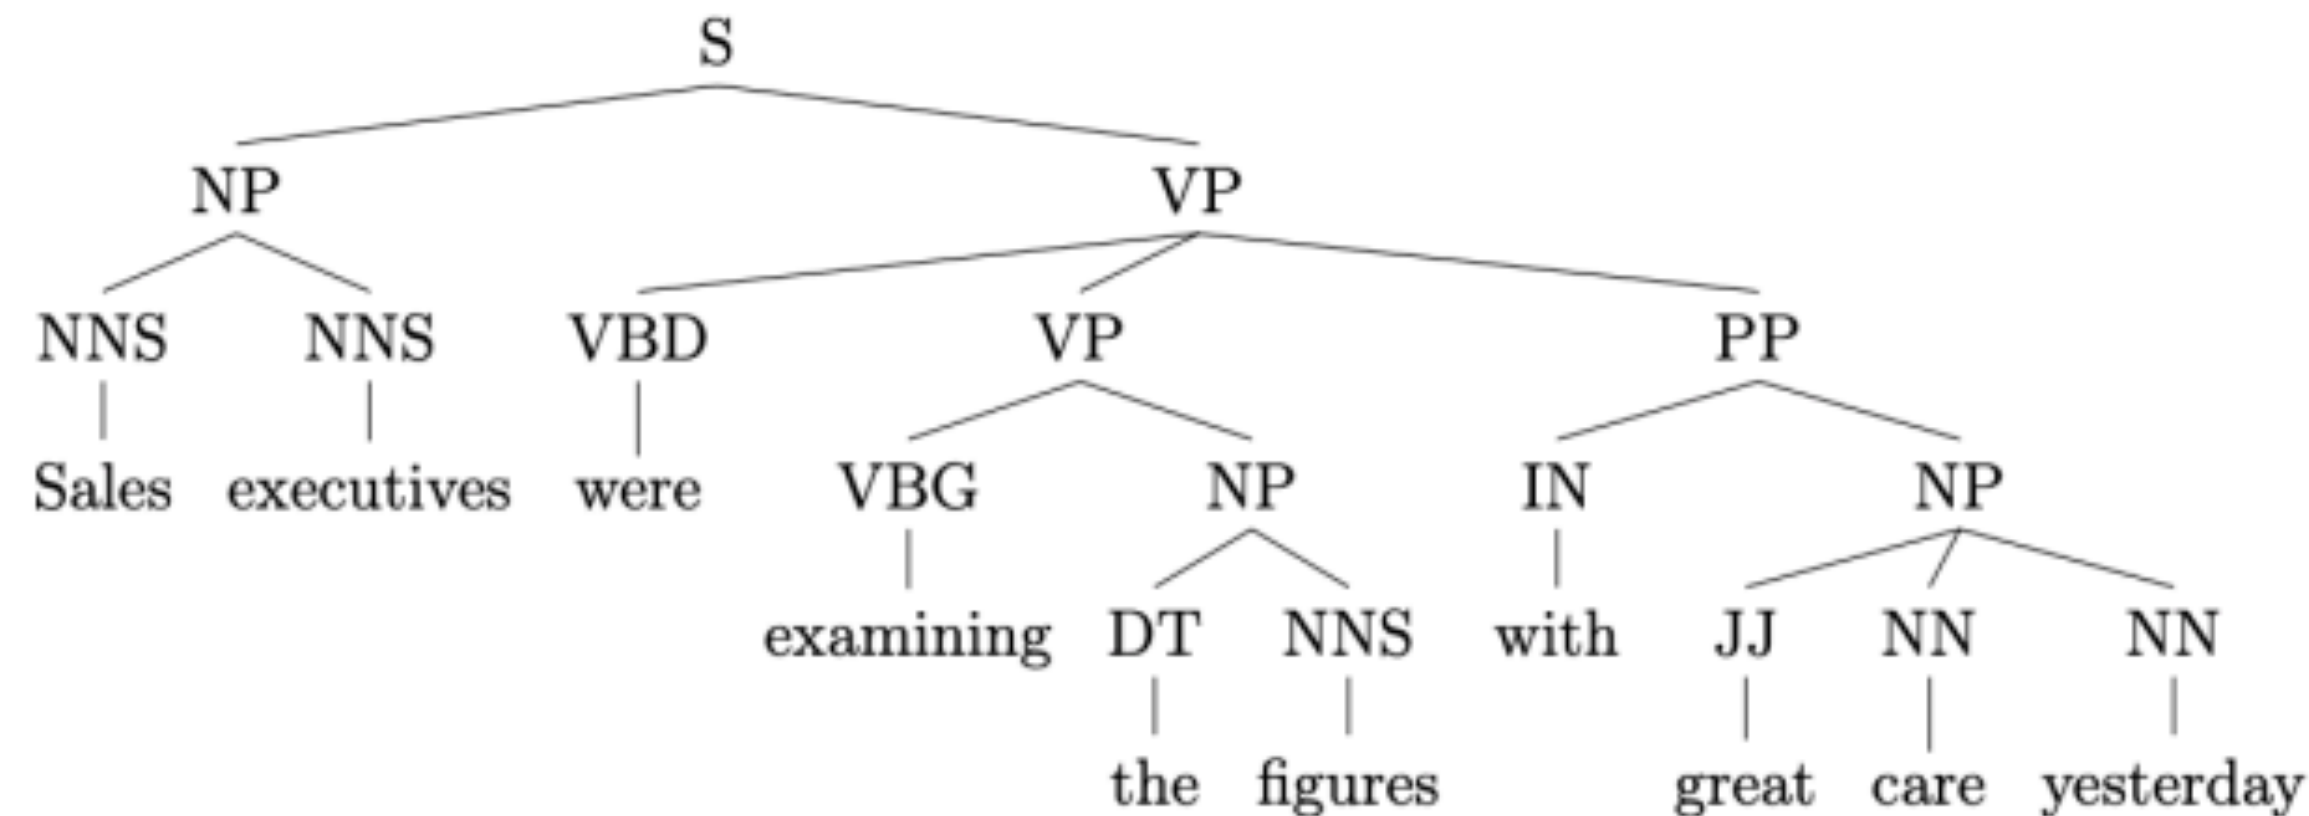 S
NP VP
NNS NNS VBD VP PP
Sales executives were VBG NP IN NP
examining DT NNS with JJ NN NN
the figures great care yesterday